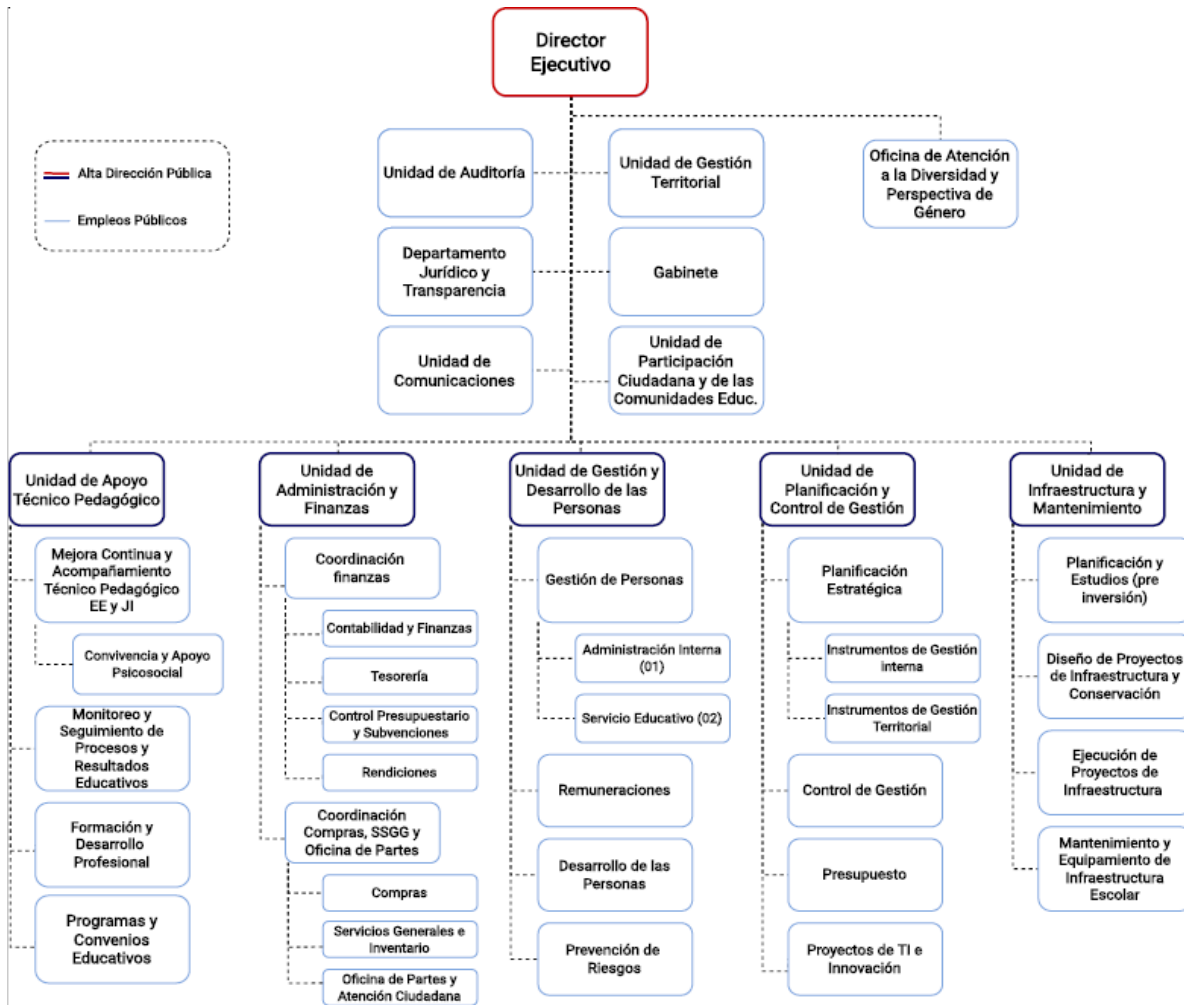 Director
Ejecutivo
Alta Dirección Pública
Empleos Públicos
Unidad de Auditoría
Unidad de Gestión
Territorial
Oficina de Atención
a la Diversidad y
Perspectiva de
Género
Departamento
Jurídico y
Transparencia
Gabinete
Unidad de
Comunicaciones
Unidad de
Participación
Ciudadana y de las
Comunidades Educ.
Unidad de Apoyo
Técnico Pedagógico
Mejora Continua y
Acompañamiento
Técnico Pedagógico
EE y JI
Convivencia y Apoyo
Psicosocial
Monitoreo y
Seguimiento de
Procesos y
Resultados
Educativos
Formación y
Desarrollo
Profesional
Programas y
Convenios
Educativos
Unidad de
Administración y
Finanzas
Coordinación
finanzas
Contabilidad y Finanzas
Tesorería
Control Presupuestario
y Subvenciones
Rendiciones
Coordinación
Compras, SSGG y
Oficina de Partes
Compras
Servicios Generales e
Inventario
Oficina de Partes y
Atención Ciudadana
Unidad de Gestión y
Desarrollo de las
Personas
Gestión de Personas
Administración Interna
(01)
Servicio Educativo (02)
Remuneraciones
Desarrollo de las
Personas
Prevención de
Riesgos
Unidad de
Planificación y
Control de Gestión
Planificación
Estratégica
Instrumentos de Gestión
interna
Instrumentos de Gestión
Territorial
Control de Gestión
Presupuesto
Proyectos de TI e
Innovación
Unidad de
Infraestructura y
Mantenimiento
Planificación y
Estudios (pre
inversión)
Diseño de Proyectos
de Infraestructura y
Conservación
Ejecución de
Proyectos de
Infraestructura
Mantenimiento y
Equipamiento de
Infraestructura
Escolar